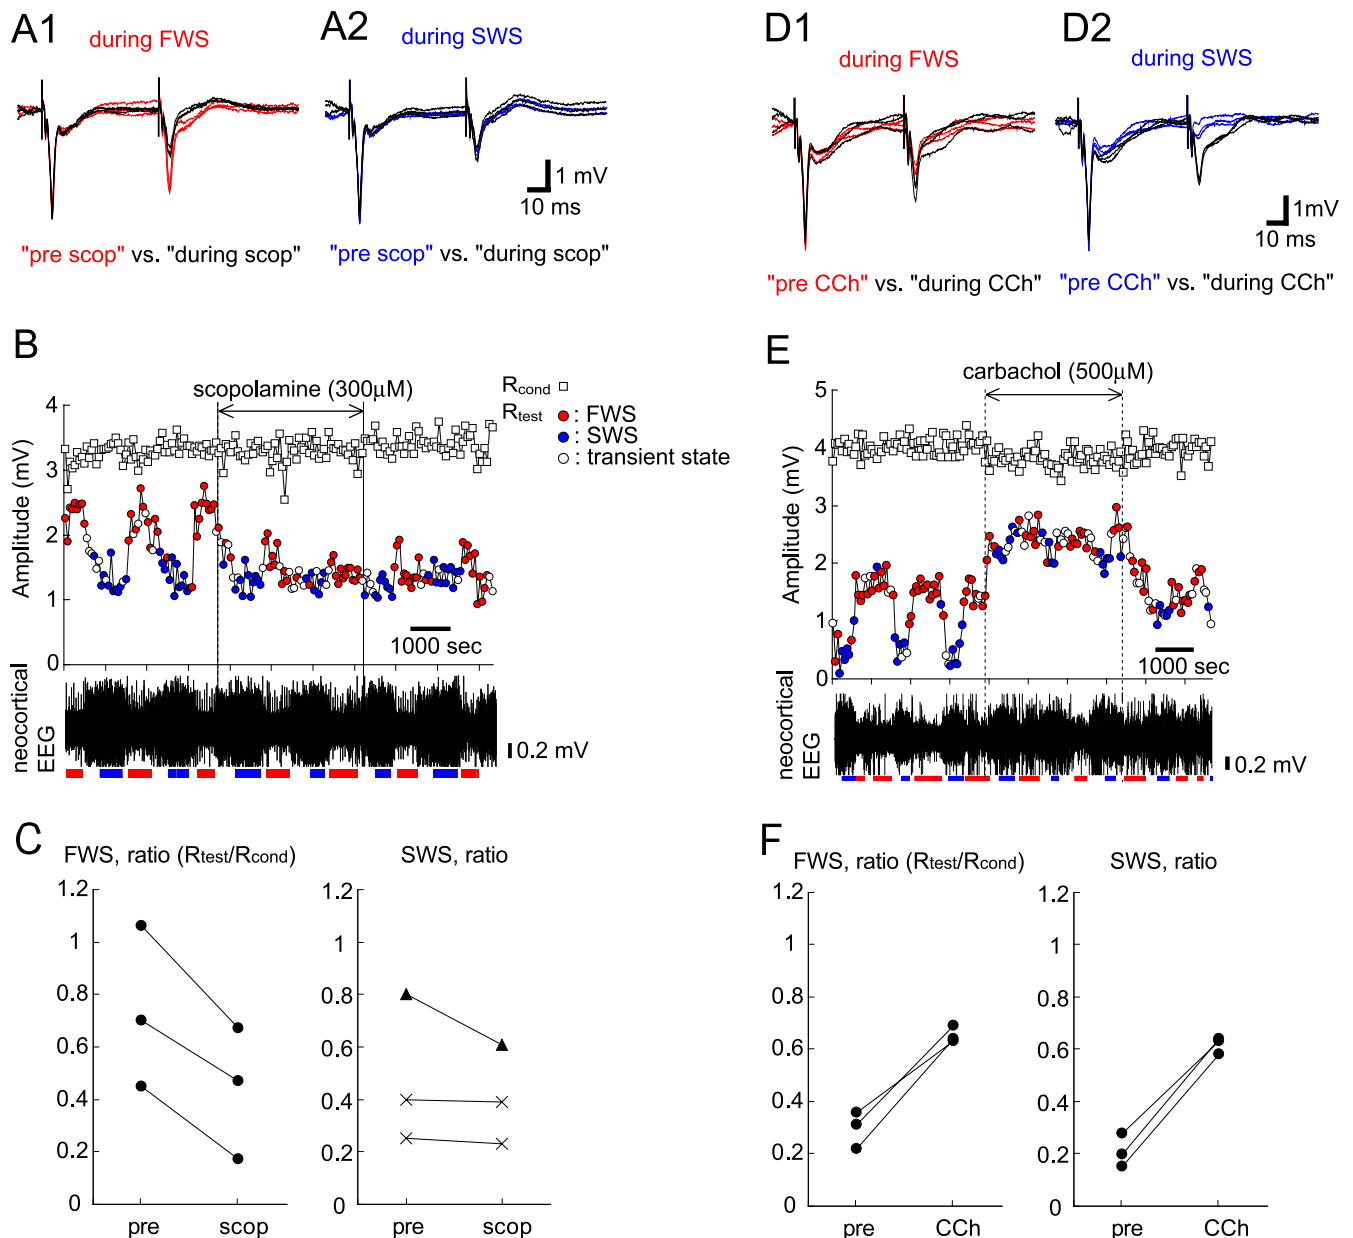 A1
during FWS
A2
during SWS
1 mV
10 ms
"pre scop" vs. "during scop"
"pre scop" vs. "during scop"
D1
during FWS
D2
during SWS
1mV
10 ms
"pre CCh" vs. "during CCh"
"pre CCh" vs. "during CCh"
B
scopolamine (300μM)
Rcond
Rtest : FWS
: SWS
: transient state
Amplitude (mV)
4
3
2
1
0
1000 sec
neocortical
EEG
0.2 mV
E
carbachol (500μM)
Amplitude (mV)
5
4
3
2
1
0
1000 sec
neocortical
EEG
0.2 mV
C
FWS, ratio (Rtest/Rcond)
1.2
1
0.8
0.6
0.4
0.2
0
pre scop
SWS, ratio
1.2
1
0.8
0.6
0.4
0.2
0
pre scop
F
FWS, ratio (Rtest/Rcond)
1.2
1
0.8
0.6
0.4
0.2
0
pre CCh
SWS, ratio
1.2
1
0.8
0.6
0.4
0.2
0
pre CCh